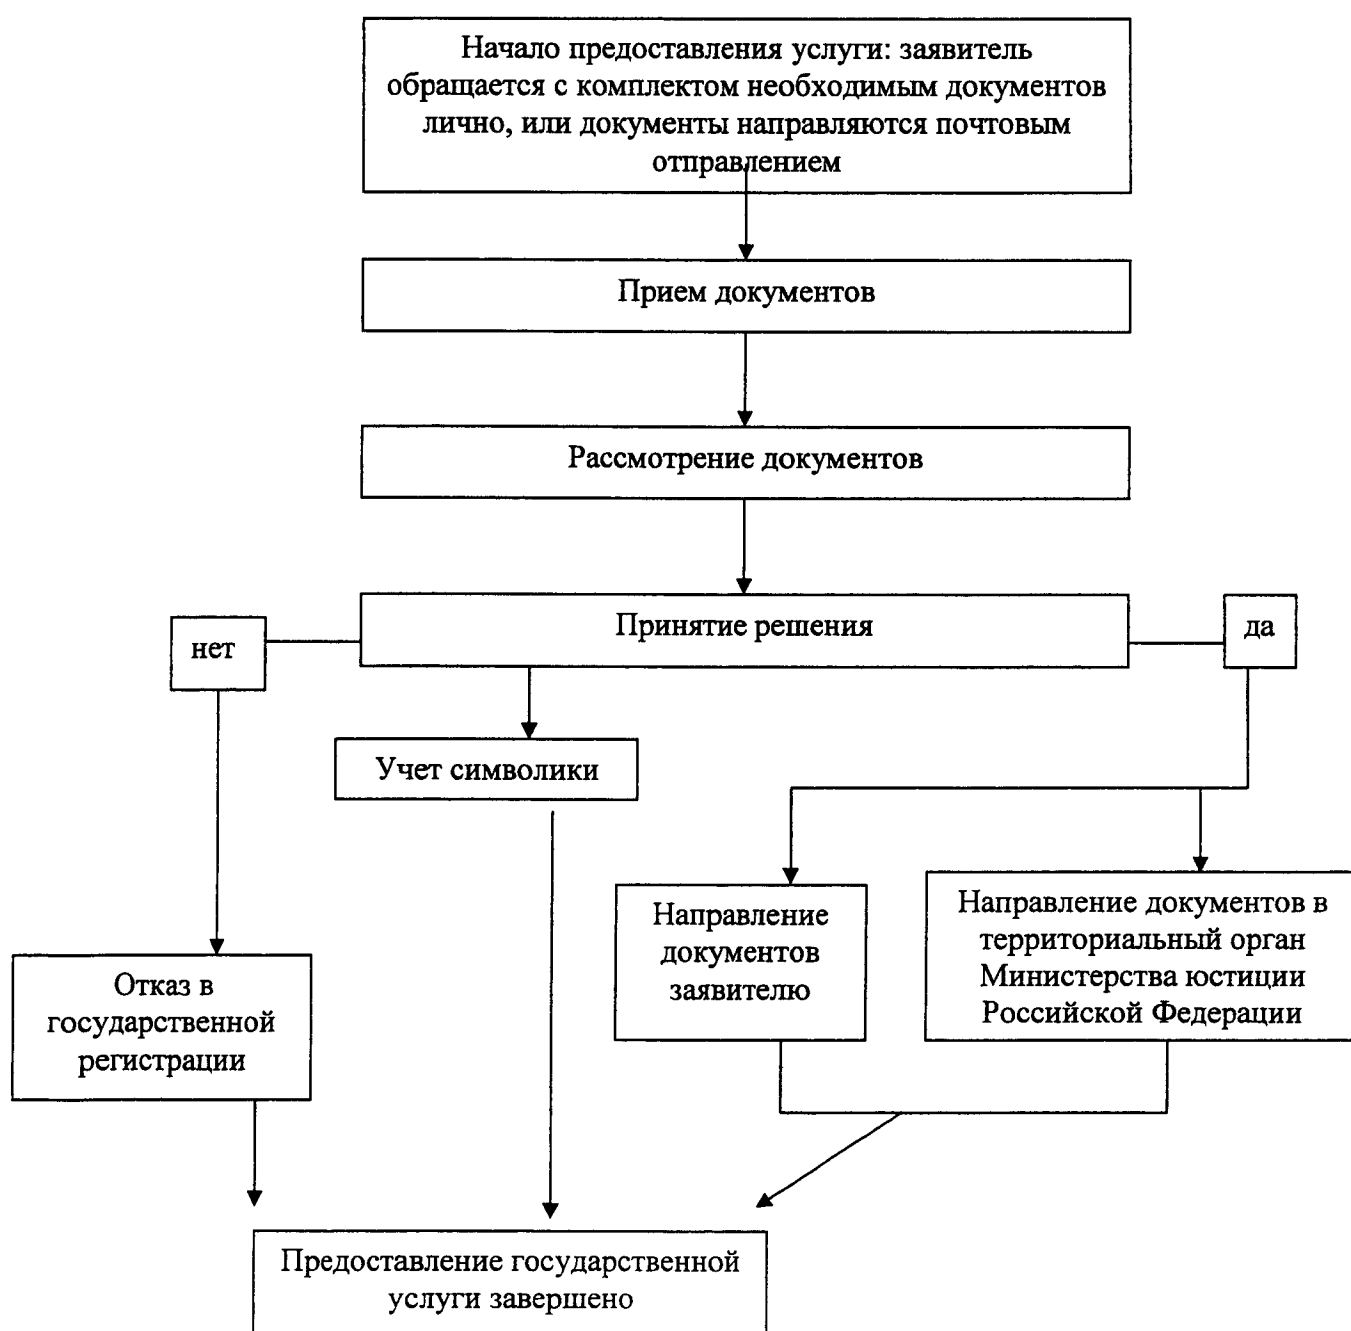 Начало предоставления услуги: заявитель
обращается с комплектом необходимым документов
лично, или документы направляются почтовым
отправлением
Прием документов
Рассмотрение документов
Принятие решения
нет
да
Учет символики
Направление
документов
заявителю
Направление документов в
территориальный орган
Министерства юстиции
Российской Федерации
Отказ в
государственной
регистрации
Предоставление государственной
услуги завершено